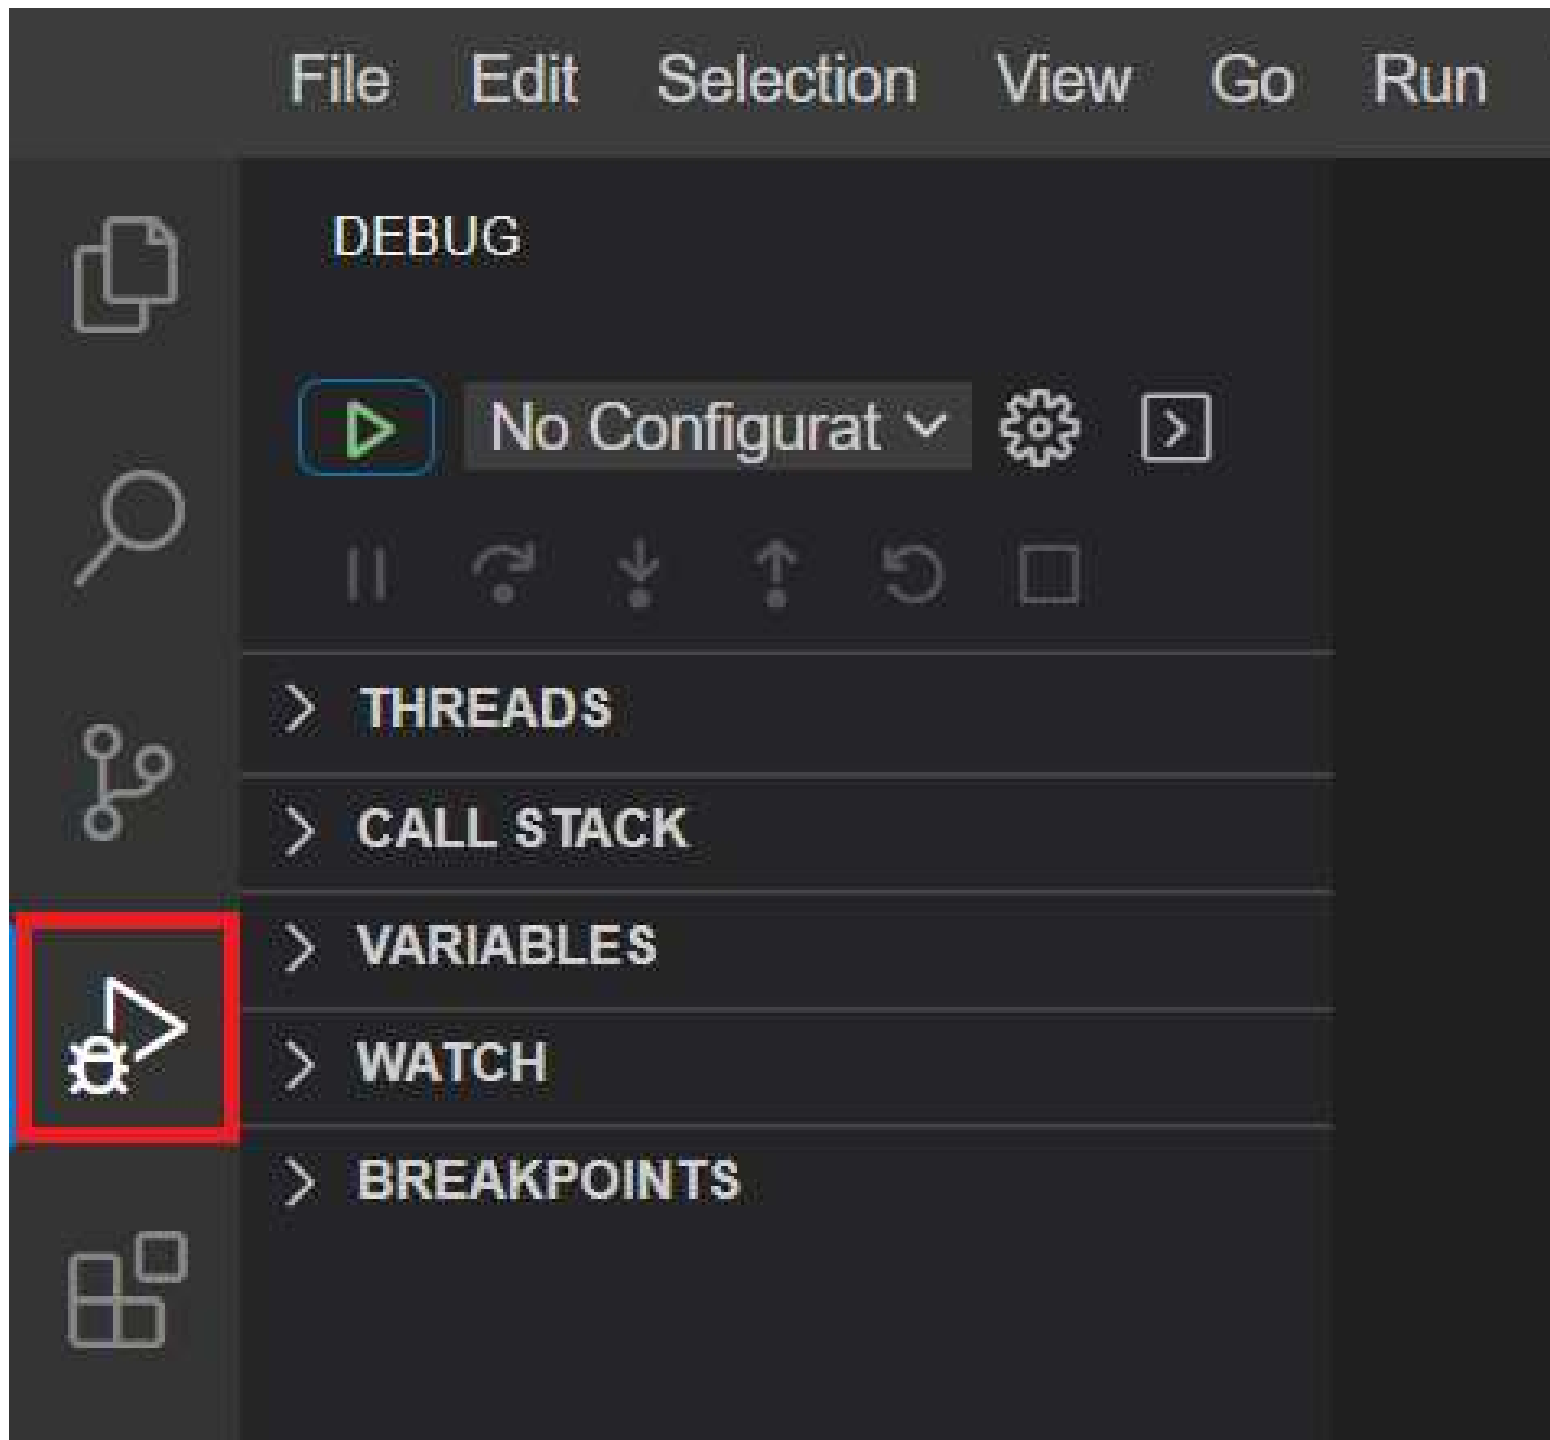 File Edit Selection View Go Run
DEBUG
No Configurat
THREADS
CALL STACK
VARIABLES
WATCH
BREAKPOINTS